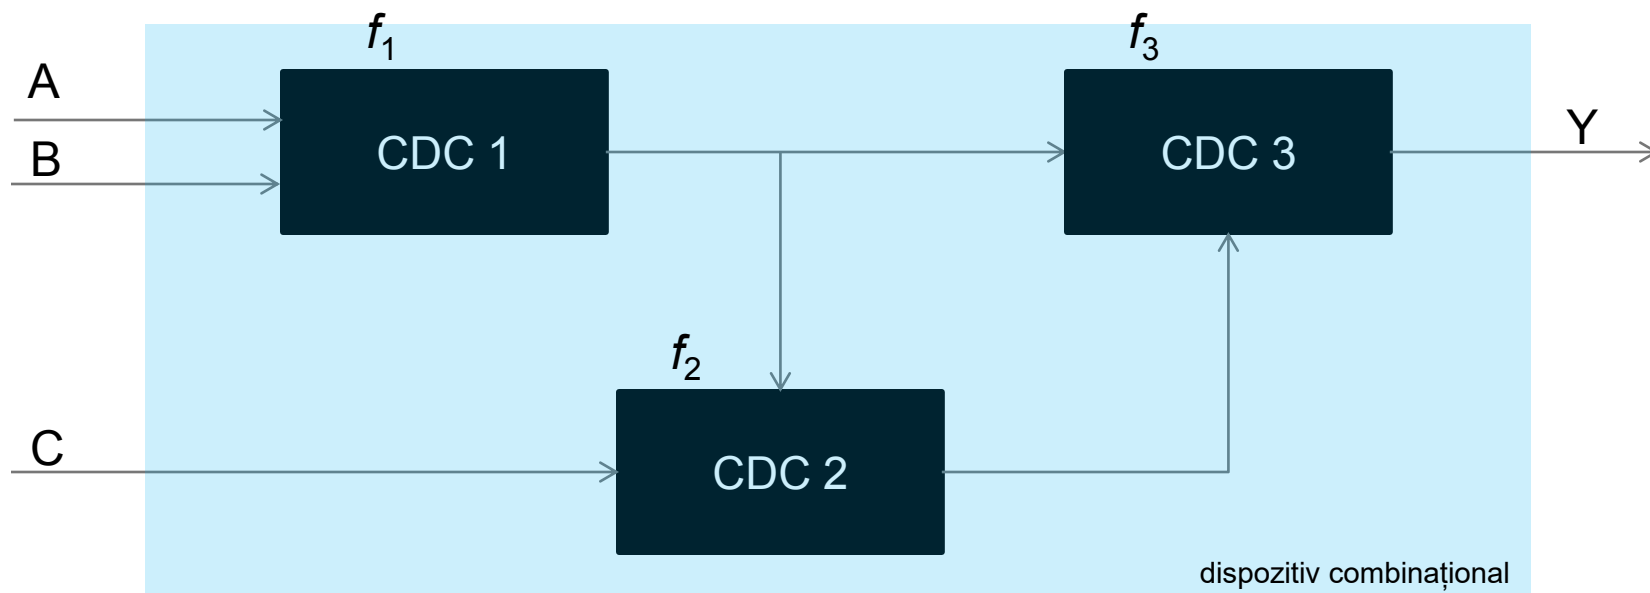 f1
f3
A
CDC 1
CDC 3
Y
B
f2
C
CDC 2
dispozitiv combinațional